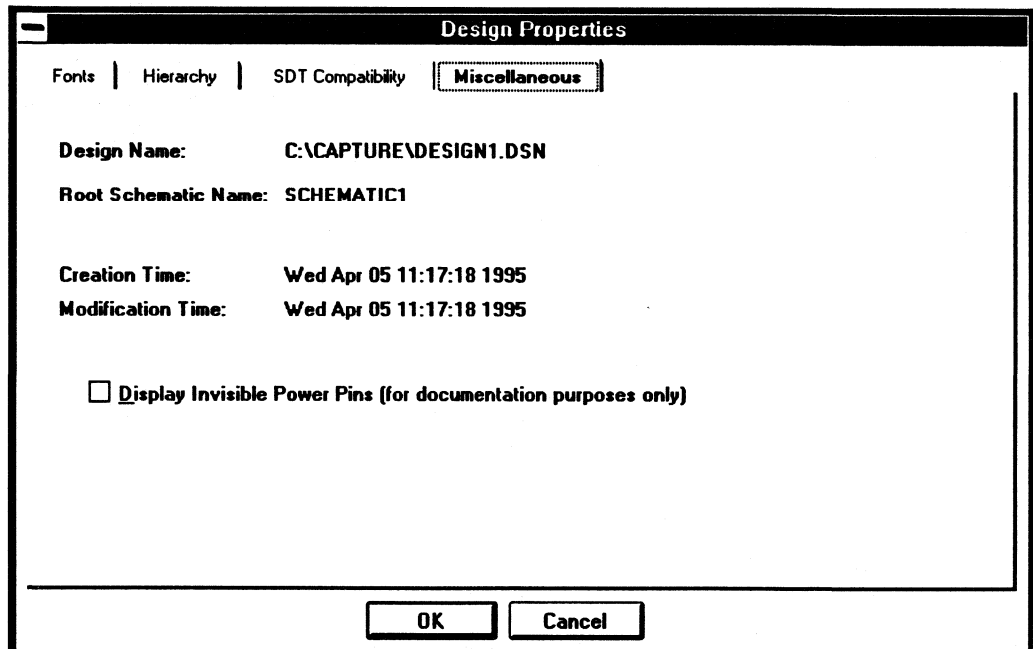 Design Properties
Fonts Hierarchy SDT Compatibility Miscellaneous
Design Name: C:\CAPTURE\DESIGN1.DSN
Root Schematic Name: SCHEMATIC1
Creation Time: Wed Apr 05 11:17:18 1995
Modification Time: Wed Apr 05 11:17:18 1995
Display Invisible Power Pins (for documentation purposes only)
OK Cancel